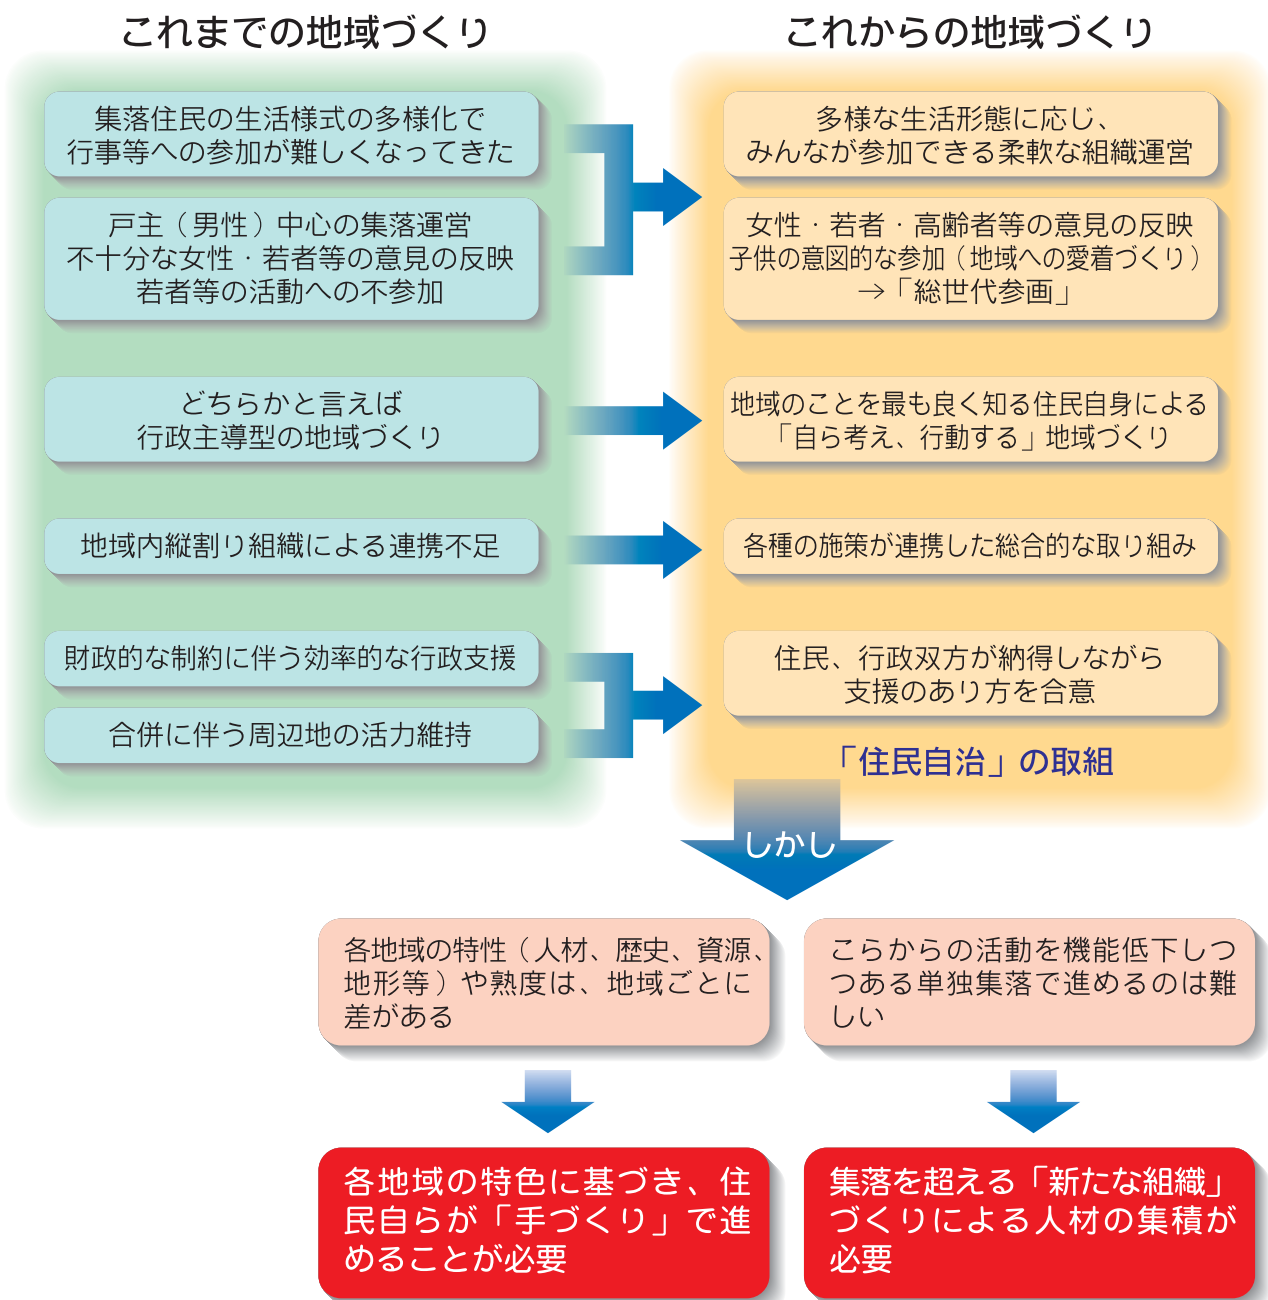 これまでの地域づくり
集落住民の生活様式の多様化で
行事等への参加が難しくなってきた
戸主（男性）中心の集落運営
不十分な女性・若者等の意見の反映
若者等の活動への不参加
どちらかと言えば
行政主導型の地域づくり
地域内縦割り組織による連携不足
財政的な制約に伴う効率的な行政支援
合併に伴う周辺地の活力維持
これからの地域づくり
多様な生活形態に応じ、
みんなが参加できる柔軟な組織運営
女性・若者・高齢者等の意見の反映
子供の意図的な参加（地域への愛着づくり）
→「総世代参画」
地域のことを最も良く知る住民自身による
「自ら考え、行動する」地域づくり
各種の施策が連携した総合的な取り組み
住民、行政双方が納得しながら
支援のあり方を合意
「住民自治」の取組
しかし
各地域の特性（人材、歴史、資源、
地形等）や熟度は、地域ごとに
差がある
こらからの活動を機能低下しつ
つある単独集落で進めるのは難
しい
各地域の特色に基づき、住
民自らが「手づくり」で進
めることが必要
集落を超える「新たな組織」
づくりによる人材の集積が
必要